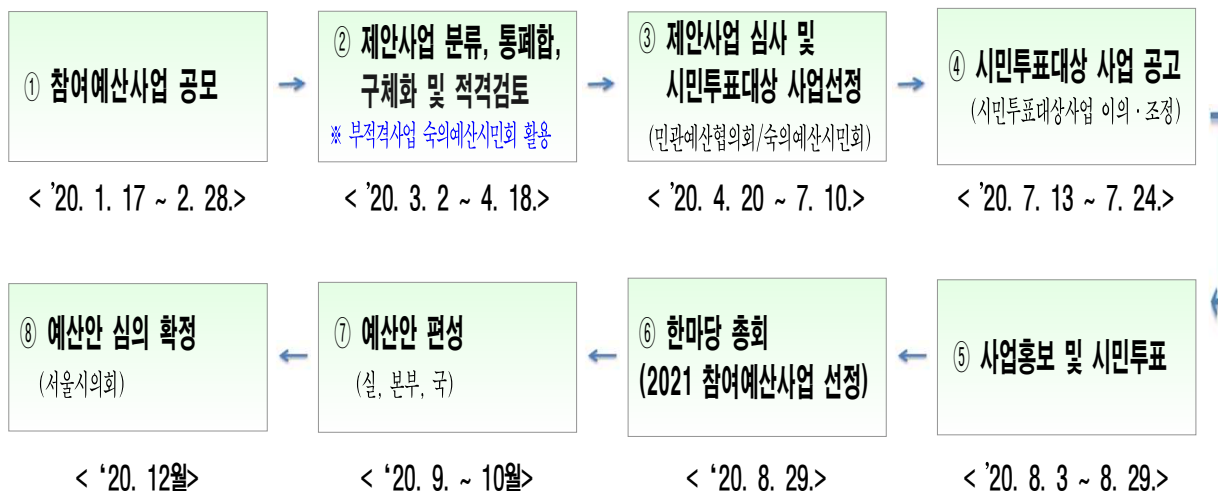 ① 참여예산사업 공모
< '20. 1. 17 ~ 2. 28.>
② 제안사업 분류, 통폐합,
구체화 및 적격검토
※ 부적격사업 숙의예산시민회 활용
< '20. 3. 2 ~ 4. 18.>
③ 제안사업 심사 및
시민투표대상 사업선정
(민관예산협의회/숙의예산시민회)
< '20. 4. 20 ~ 7. 10.>
④ 시민투표대상 사업 공고
(시민투표대상사업 이의·조정)
< '20. 7. 13 ~ 7. 24.>
⑤ 사업홍보 및 시민투표
< '20. 8. 3 ~ 8. 29.>
⑥ 한마당 총회
(2021 참여예산사업 선정)
< ‘20. 8. 29.>
⑦ 예산안 편성
(실, 본부, 국)
< ‘20. 9. ~ 10월>
⑧ 예산안 심의 확정
(서울시의회)
< ‘20. 12월>